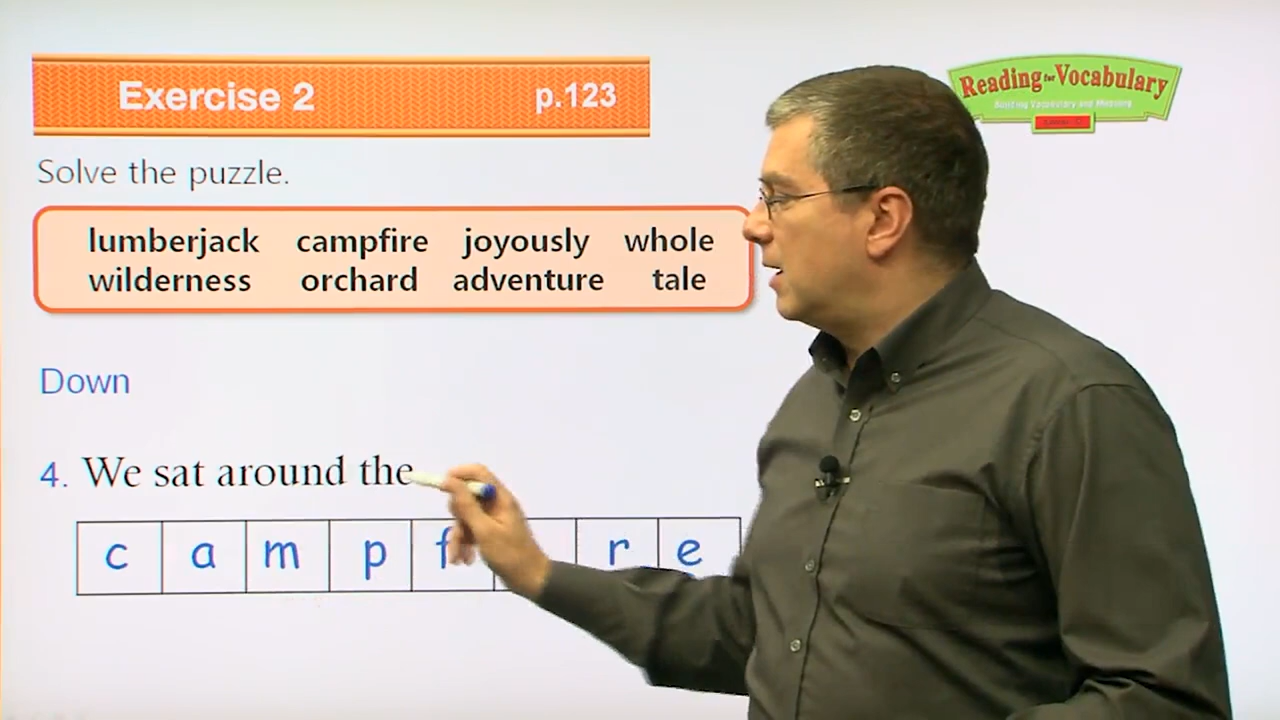 Exercise 2 p.123
Reading for Vocabulary
Solve the puzzle.
lumberjack campfire joyously whole
wilderness orchard adventure tale
Down
4. We sat around the
c a m p f r e